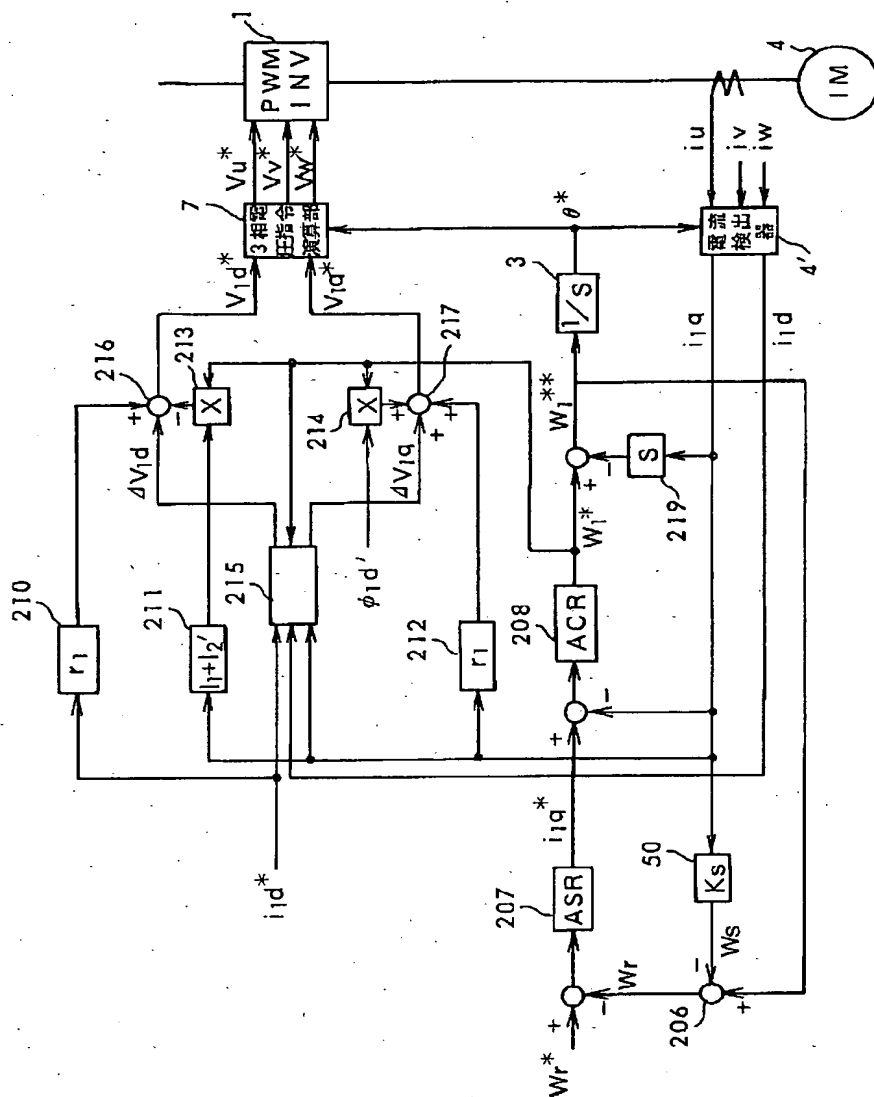 1
PWM
INV
Vu*
Vv*
Vw*
7
3相電
圧指令
演算部
V1d*
V1q*
216
+
-
213
X
217
214
X
+
+
+
ΔV1d
ΔV1q
φ1d'
215
210
r1
211
l1+l2'
212
r1
i1d*
4
IM
iu
iv
iw
電流
検出
器
4'
θ*
3
1/S
i1q
i1d
W1**
+
-
S
219
W1*
208
ACR
+
-
i1q*
207
ASR
50
Ks
Ws
Wr
-
+
206
Wr*
+
-